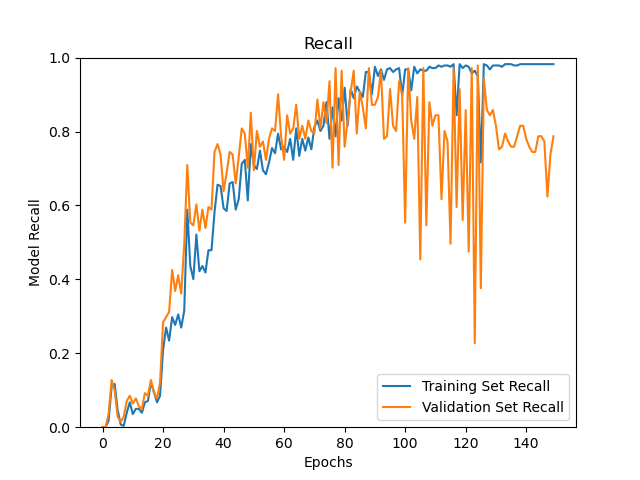 Recall
1.0
0.8
0.6
0.4
0.2
0.0
Model Recall
0 20 40 60 80 100 120 140
Epochs
Training Set Recall
Validation Set Recall